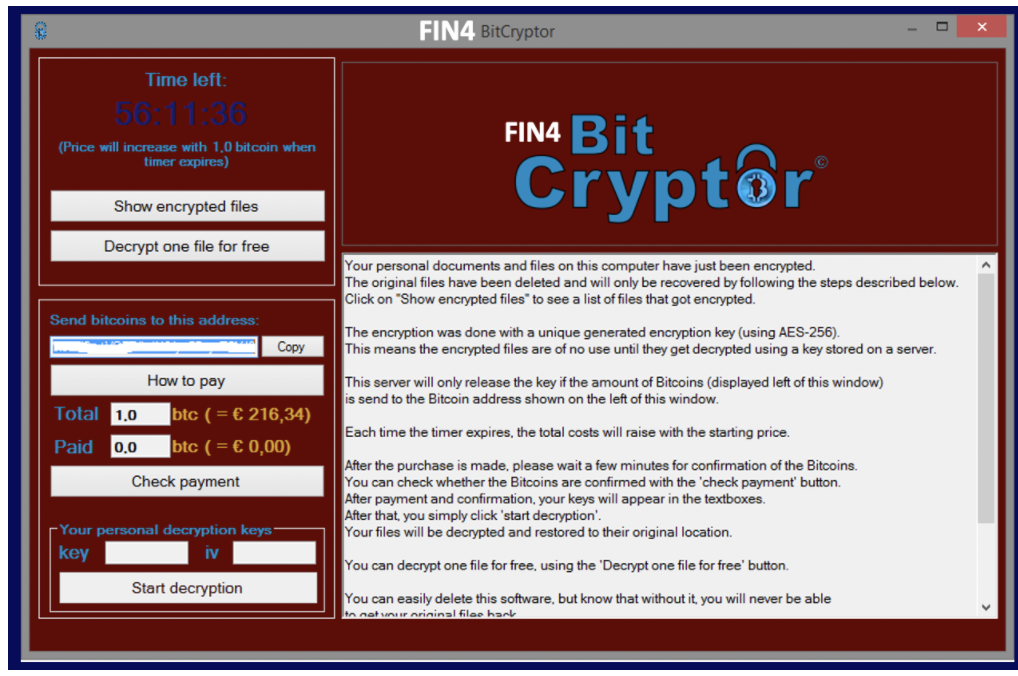 FIN4 BitCryptor
Time left:
56:11:36
(Price will increase with 1,0 bitcoin when
timer expires)
Show encrypted files
Decrypt one file for free
Send bitcoins to this address:
Copy
How to pay
Total 1,0 btc ( = € 216,34)
Paid 0,0 btc ( = € 0,00)
Check payment
Your personal decryption keys
key iv
Start decryption
FIN4 Bit
Cryptor ©
Your personal documents and files on this computer have just been encrypted.
The original files have been deleted and will only be recovered by following the steps described below.
Click on "Show encrypted files" to see a list of files that got encrypted.
The encryption was done with a unique generated encryption key (using AES-256).
This means the encrypted files are of no use until they get decrypted using a key stored on a server.
This server will only release the key if the amount of Bitcoins (displayed left of this window)
is send to the Bitcoin address shown on the left of this window.
Each time the timer expires, the total costs will raise with the starting price.
After the purchase is made, please wait a few minutes for confirmation of the Bitcoins.
You can check whether the Bitcoins are confirmed with the 'check payment' button.
After payment and confirmation, your keys will appear in the textboxes.
After that, you simply click 'start decryption'.
Your files will be decrypted and restored to their original location.
You can decrypt one file for free, using the 'Decrypt one file for free' button.
You can easily delete this software, but know that without it, you will never be able
to get your original files back